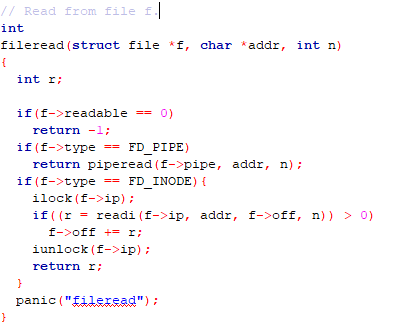 // Read from file f.
int
fileread(struct file *f, char *addr, int n)
{
  int r;

  if(f->readable == 0)
    return -1;
  if(f->type == FD_PIPE)
    return piperead(f->pipe, addr, n);
  if(f->type == FD_INODE){
    ilock(f->ip);
    if((r = readi(f->ip, addr, f->off, n)) > 0)
      f->off += r;
    iunlock(f->ip);
    return r;
  }
  panic("fileread");
}